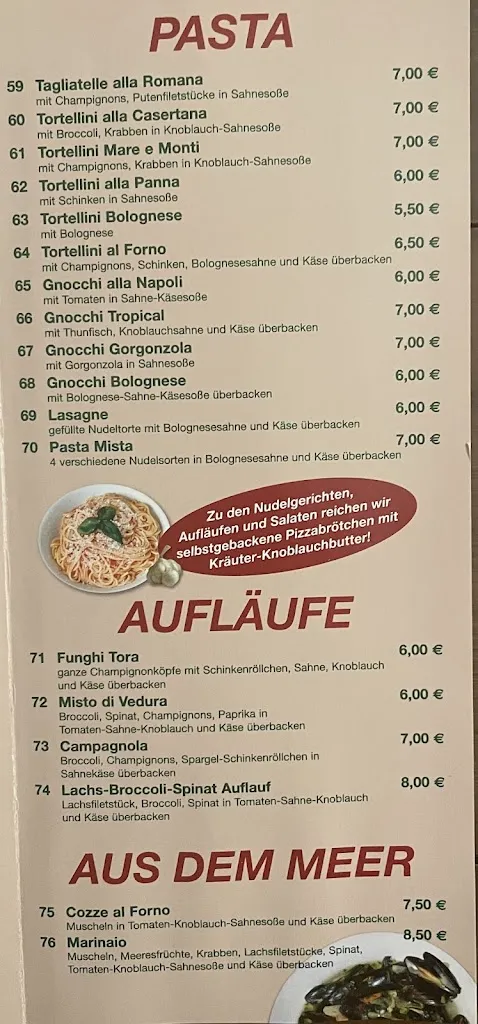 PASTA
59 Tagliatelle alla Romana 7,00 €
mit Champignons, Putenfiletstücke in Sahnesoße
60 Tortellini alla Casertana 7,00 €
mit Broccoli, Krabben in Knoblauch-Sahnesoße
61 Tortellini Mare e Monti 7,00 €
mit Champignons, Krabben in Knoblauch-Sahnesoße
62 Tortellini alla Panna 6,00 €
mit Schinken in Sahnesoße
63 Tortellini Bolognese 5,50 €
mit Bolognese
64 Tortellini al Forno 6,50 €
mit Champignons, Schinken, Bolognesesahne und Käse überbacken
65 Gnocchi alla Napoli 6,00 €
mit Tomaten in Sahne-Käsesoße
66 Gnocchi Tropical 7,00 €
mit Thunfisch, Knoblauchsahne und Käse überbacken
67 Gnocchi Gorgonzola 7,00 €
mit Gorgonzola in Sahnesoße
68 Gnocchi Bolognese 6,00 €
mit Bolognese-Sahne-Käsesoße überbacken
69 Lasagne 6,00 €
gefüllte Nudeltorte mit Bolognesesahne und Käse überbacken
70 Pasta Mista 7,00 €
4 verschiedene Nudelsorten in Bolognesesahne und Käse überbacken
Zu den Nudelgerichten,
Aufläufen und Salaten reichen wir
selbstgebackene Pizzabrötchen mit
Kräuter-Knoblauchbutter!
AUFLÄUFE
71 Funghi Tora 6,00 €
ganze Champignonköpfe mit Schinkenröllchen, Sahne, Knoblauch
und Käse überbacken
72 Misto di Vedura 6,00 €
Broccoli, Spinat, Champignons, Paprika in
Tomaten-Sahne-Knoblauch und Käse überbacken
73 Campagnola 7,00 €
Broccoli, Champignons, Spargel-Schinkenröllchen in
Sahnekäse überbacken
74 Lachs-Broccoli-Spinat Auflauf 8,00 €
Lachsfiletstück, Broccoli, Spinat in Tomaten-Sahne-Knoblauch
und Käse überbacken
AUS DEM MEER
75 Cozze al Forno 7,50 €
Muscheln in Tomaten-Knoblauch-Sahnesoße und Käse überbacken
76 Marinaio 8,50 €
Muscheln, Meeresfrüchte, Krabben, Lachsfiletstücke, Spinat,
Tomaten-Knoblauch-Sahnesoße und Käse überbacken